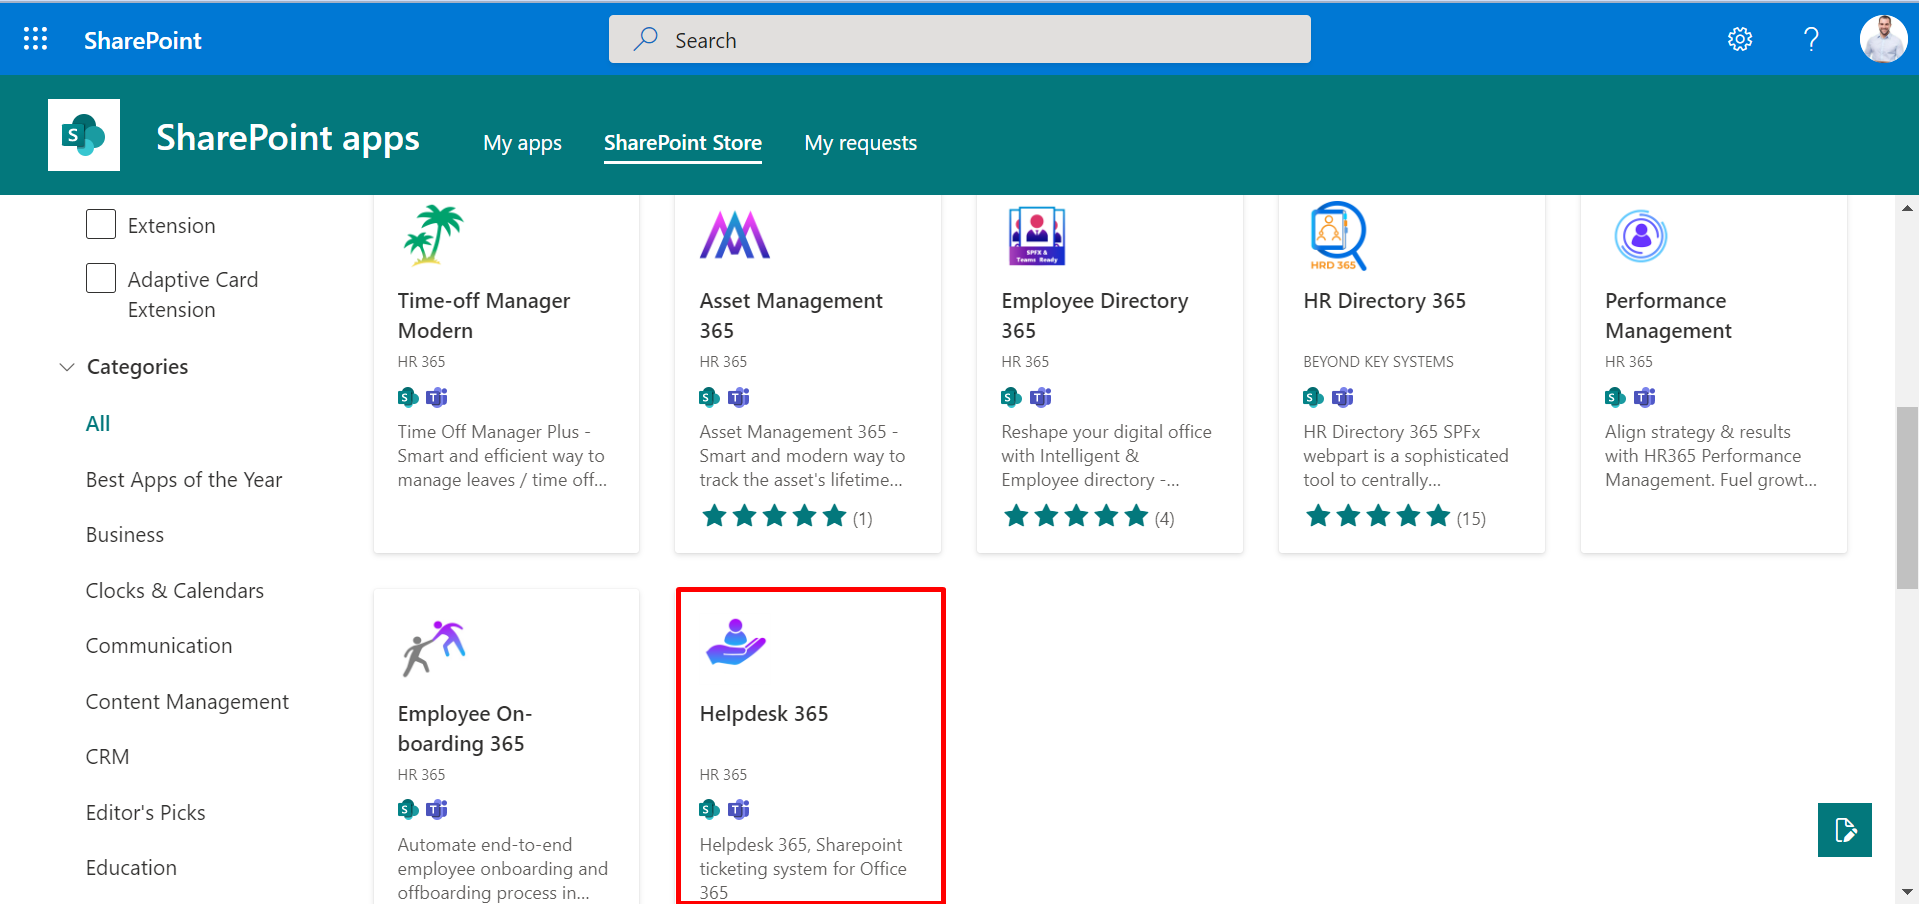 SharePoint
Search
SharePoint apps
My apps
SharePoint Store
My requests
Extension
Adaptive Card
Extension
Categories
All
Best Apps of the Year
Business
Clocks & Calendars
Communication
Content Management
CRM
Editor's Picks
Education
Time-off Manager
Modern
HR 365
Time Off Manager Plus -
Smart and efficient way to
manage leaves / time off...
Asset Management
365
HR 365
Asset Management 365 -
Smart and modern way to
track the asset's lifetime...
(1)
SPFX &
Teams Ready
Employee Directory
365
HR 365
Reshape your digital office
with Intelligent &
Employee directory -...
(4)
HRD 365
HR Directory 365
BEYOND KEY SYSTEMS
HR Directory 365 SPFx
webpart is a sophisticated
tool to centrally...
(15)
Performance
Management
HR 365
Align strategy & results
with HR365 Performance
Management. Fuel growt...
Employee On-
boarding 365
HR 365
Automate end-to-end
employee onboarding and
offboarding process in...
Helpdesk 365
HR 365
Helpdesk 365, Sharepoint
ticketing system for Office
365